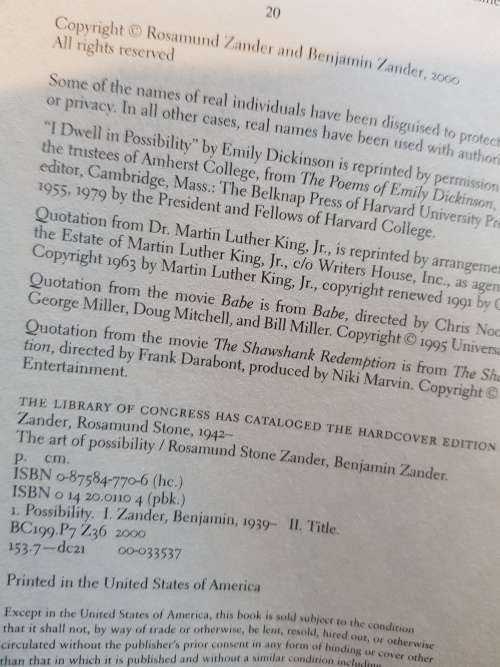 20
Copyright © Rosamund Zander and Benjamin Zander, 2000
All rights reserved
Some of the names of real individuals have been disguised to protect
or privacy. In all other cases, real names have been used with
"I Dwell in Possibility" by Emily Dickinson is reprinted by permission
the trustees of Amherst College, from The Poems of Emily Dickinson,
editor, Cambridge, Mass.: The Belknap Press of Harvard University
1955, 1979 by the President and Fellows of Harvard College.
Quotation from Dr. Martin Luther King, Jr., is reprinted by
the Estate of Martin Luther King, Jr., c/o Writers House, Inc., as
Copyright 1963 by Martin Luther King, Jr., copyright renewed 1991 by
Quotation from the movie Babe is from Babe, directed by Chris
George Miller, Doug Mitchell, and Bill Miller. Copyright © 1995
Quotation from the movie The Shawshank Redemption is from The
tion, directed by Frank Darabont, produced by Niki Marvin. Copyright ©
Entertainment.
THE LIBRARY OF CONGRESS HAS CATALOGED THE HARDCOVER EDITION
Zander, Rosamund Stone, 1942–
The art of possibility / Rosamund Stone Zander, Benjamin Zander.
p. cm.
ISBN 0-87584-770-6 (hc.)
ISBN 0 14 20.0110 4 (pbk.)
1. Possibility. I. Zander, Benjamin, 1939– II. Title.
BC199.P7 Z36 2000
153.7—dc21 00-033537
Printed in the United States of America
Except in the United States of America, this book is sold subject to the condition
that it shall not, by way of trade or otherwise, be lent, resold, hired out, or otherwise
circulated without the publisher's prior consent in any form of binding or cover other
than that in which it is published and without a similar condition including